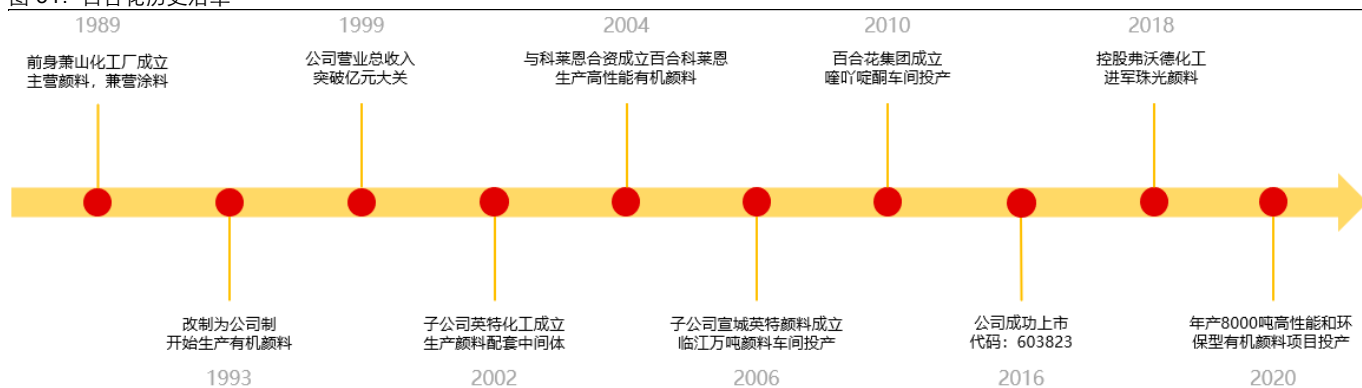 1989
前身萧山化工厂成立
主营颜料，兼营涂料
1999
公司营业总收入
突破亿元大关
2004
与科莱恩合资成立百合科莱恩
生产高性能有机颜料
2010
百合花集团成立
喹吖啶酮车间投产
2018
控股弗沃德化工
进军珠光颜料
改制为公司制
开始生产有机颜料
1993
子公司英特化工成立
生产颜料配套中间体
2002
子公司宣城英特颜料成立
临江万吨颜料车间投产
2006
公司成功上市
代码：603823
2016
年产8000吨高性能和环
保型有机颜料项目投产
2020